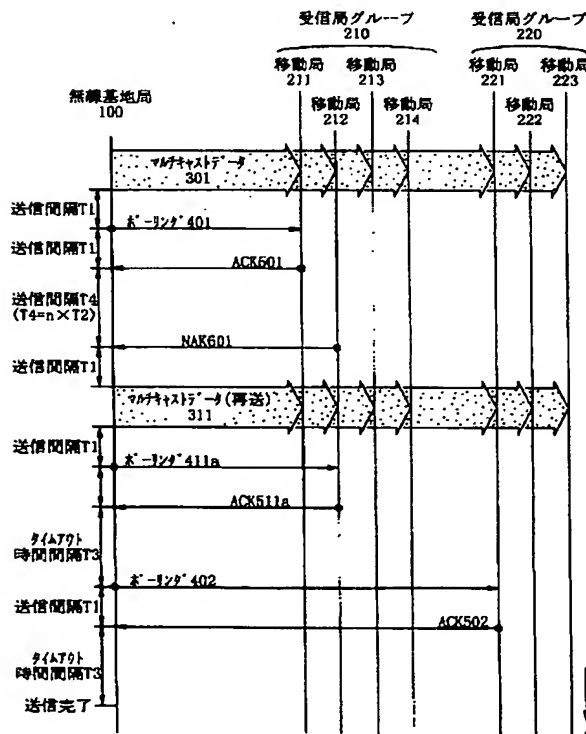 受信局グループ
210
受信局グループ
220
移動局
211
移動局
213
移動局
221
移動局
223
無線基地局
100
移動局
212
移動局
214
移動局
222
マルチキャストデータ
301
送信間隔T1
ポーリング401
送信間隔T1
ACK501
送信間隔T4
(T4=n×T2)
NAK601
送信間隔T1
マルチキャストデータ(再送)
311
送信間隔T1
ポーリング411a
ACK511a
タイムアウト
時間間隔T3
ポーリング402
送信間隔T1
ACK502
タイムアウト
時間間隔T3
送信完了